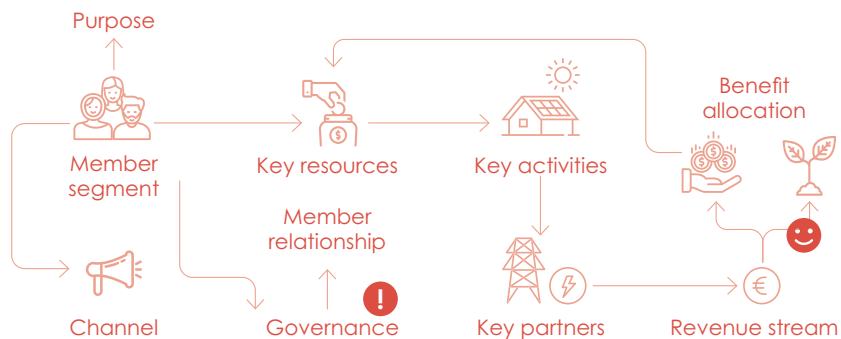 Purpose
Benefit
allocation
$
$ $ $
Member
segment
Key resources
Key activities
Member
relationship
!
€
Channel
Governance
Key partners
Revenue stream